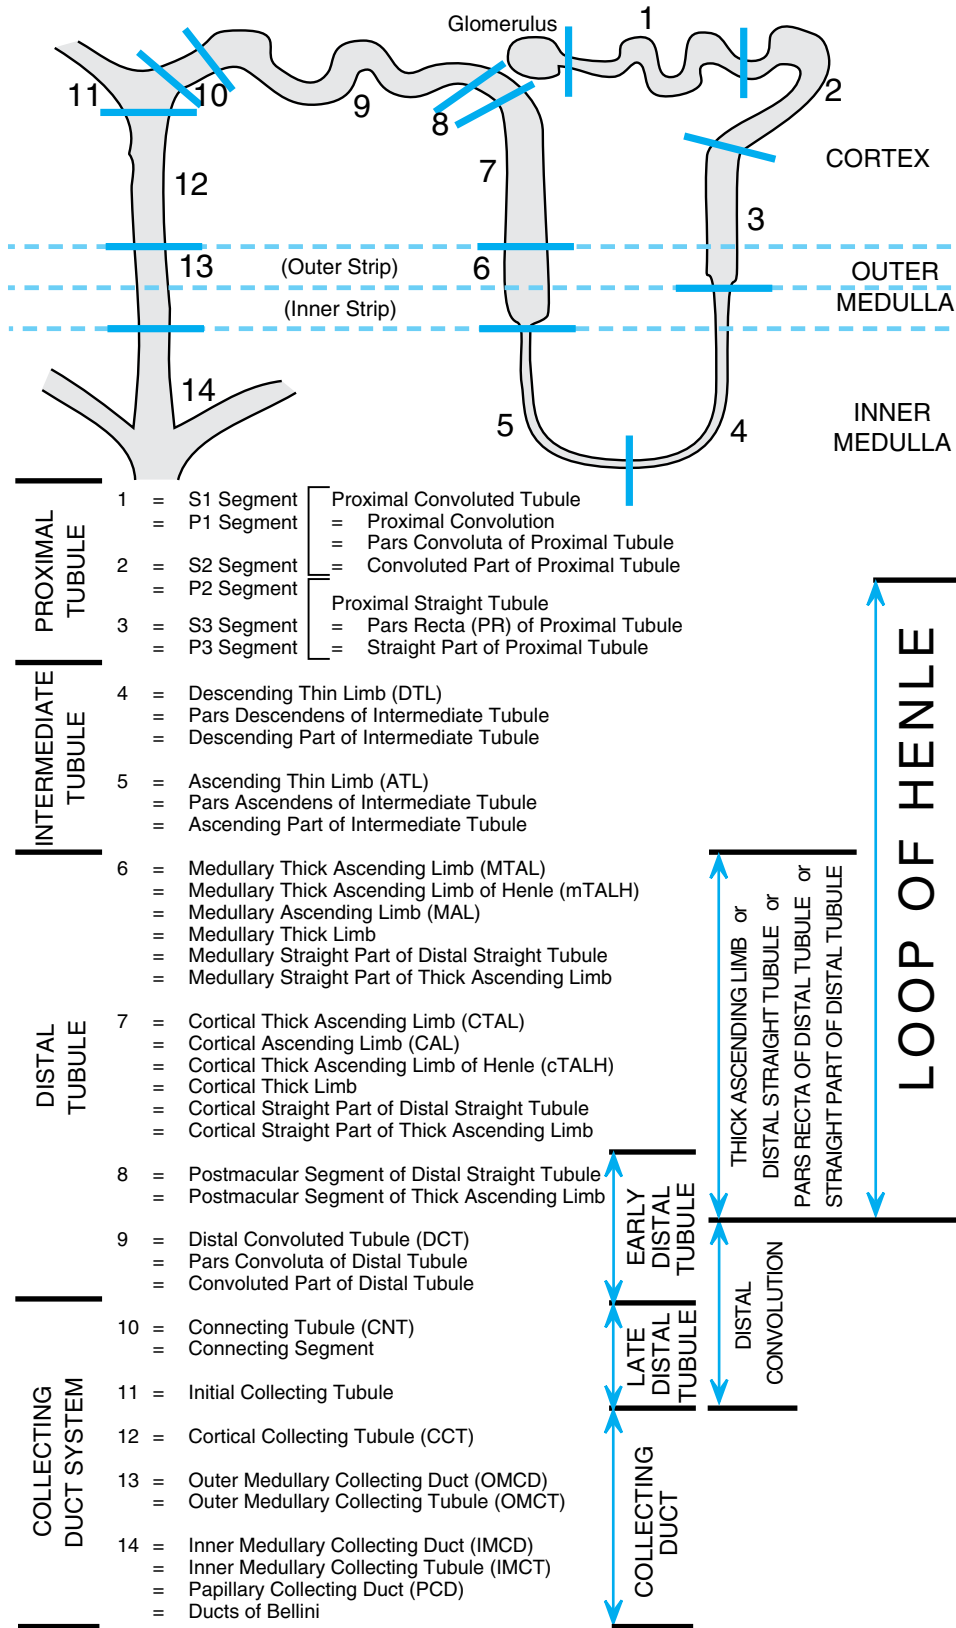 Glomerulus
1
2
3
4
5
6
7
8
9
10
11
12
13
14
CORTEX
(Outer Strip)
(Inner Strip)
OUTER
MEDULLA
INNER
MEDULLA
PROXIMAL
TUBULE
1 = S1 Segment Proximal Convoluted Tubule
= P1 Segment = Proximal Convolution
= Pars Convoluta of Proximal Tubule
2 = S2 Segment = Convoluted Part of Proximal Tubule
= P2 Segment
Proximal Straight Tubule
3 = S3 Segment = Pars Recta (PR) of Proximal Tubule
= P3 Segment = Straight Part of Proximal Tubule
INTERMEDIATE
TUBULE
4 = Descending Thin Limb (DTL)
= Pars Descendens of Intermediate Tubule
= Descending Part of Intermediate Tubule
5 = Ascending Thin Limb (ATL)
= Pars Ascendens of Intermediate Tubule
= Ascending Part of Intermediate Tubule
DISTAL
TUBULE
6 = Medullary Thick Ascending Limb (MTAL)
= Medullary Thick Ascending Limb of Henle (mTALH)
= Medullary Ascending Limb (MAL)
= Medullary Thick Limb
= Medullary Straight Part of Distal Straight Tubule
= Medullary Straight Part of Thick Ascending Limb
7 = Cortical Thick Ascending Limb (CTAL)
= Cortical Ascending Limb (CAL)
= Cortical Thick Ascending Limb of Henle (cTALH)
= Cortical Thick Limb
= Cortical Straight Part of Distal Straight Tubule
= Cortical Straight Part of Thick Ascending Limb
8 = Postmacular Segment of Distal Straight Tubule
= Postmacular Segment of Thick Ascending Limb
9 = Distal Convoluted Tubule (DCT)
= Pars Convoluta of Distal Tubule
= Convoluted Part of Distal Tubule
COLLECTING
DUCT SYSTEM
10 = Connecting Tubule (CNT)
= Connecting Segment
11 = Initial Collecting Tubule
12 = Cortical Collecting Tubule (CCT)
13 = Outer Medullary Collecting Duct (OMCD)
= Outer Medullary Collecting Tubule (OMCT)
14 = Inner Medullary Collecting Duct (IMCD)
= Inner Medullary Collecting Tubule (IMCT)
= Papillary Collecting Duct (PCD)
= Ducts of Bellini
EARLY
DISTAL
TUBULE
LATE
DISTAL
TUBULE
COLLECTING
DUCT
THICK ASCENDING LIMB or
DISTAL STRAIGHT TUBULE or
PARS RECTA OF DISTAL TUBULE or
STRAIGHT PART OF DISTAL TUBULE
DISTAL
CONVOLUTION
LOOP OF HENLE